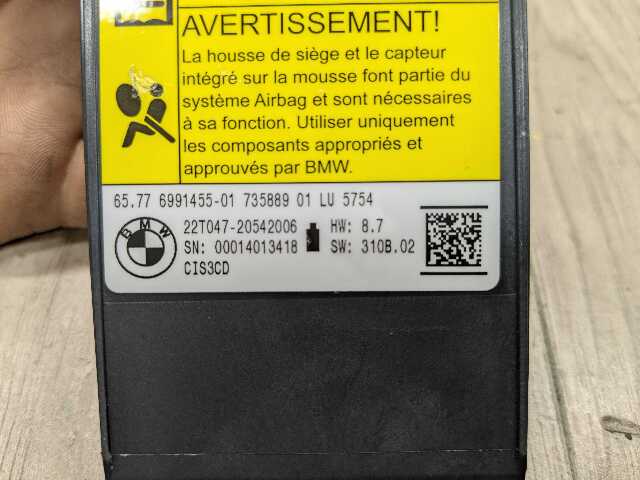 AVERTISSEMENT!
La housse de siège et le capteur
intégré sur la mousse font partie du
système Airbag et sont nécessaires
à sa fonction. Utiliser uniquement
les composants appropriés et
approuvés par BMW.
65.77 6991455-01 735889 01 LU 5754
BMW
22T047-20542006 HW: 8.7
SN: 00014013418 SW: 310B.02
CIS3CD